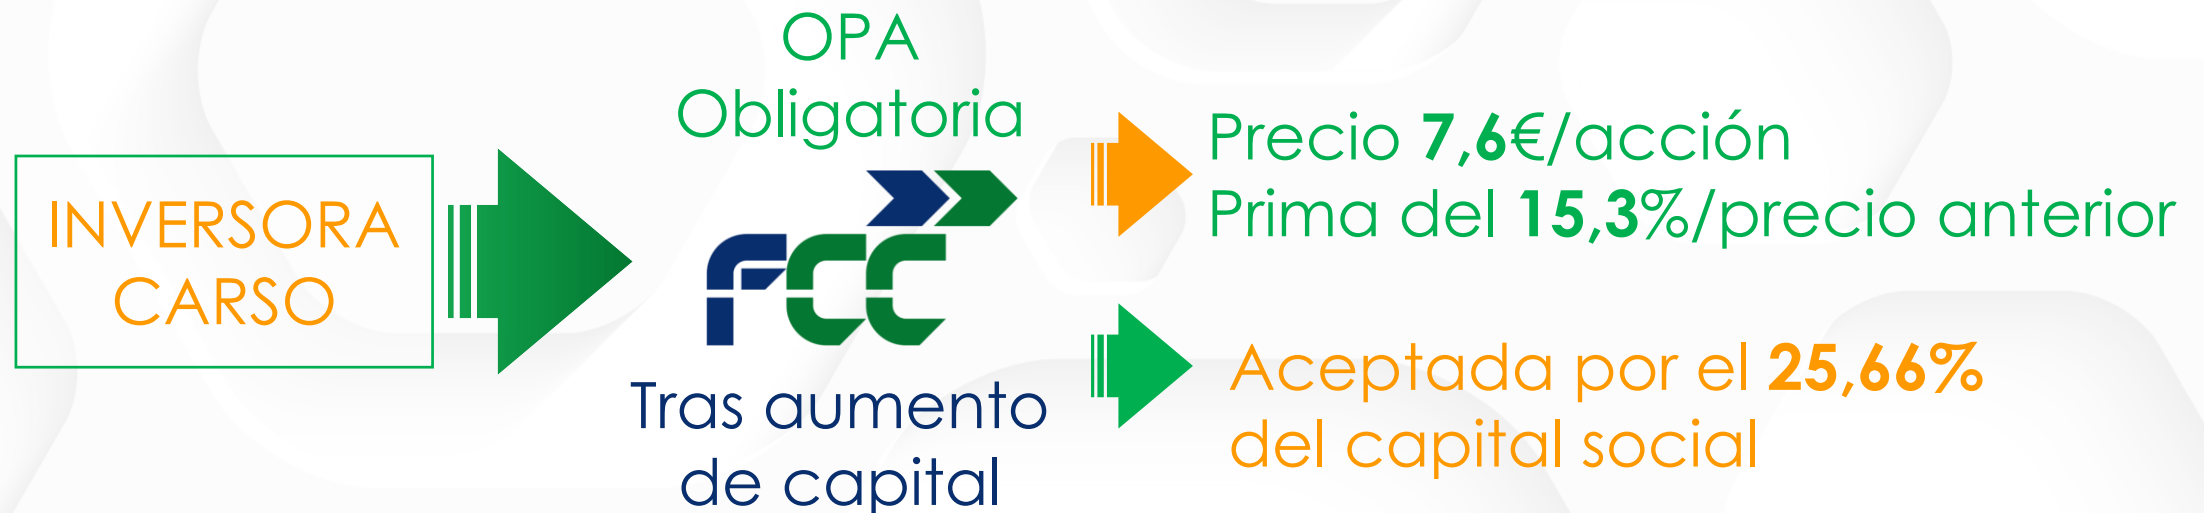 INVERSORA
CARSO
OPA
Obligatoria
FCC
Tras aumento
de capital
Precio 7,6€/acción
Prima del 15,3%/precio anterior
Aceptada por el 25,66%
del capital social